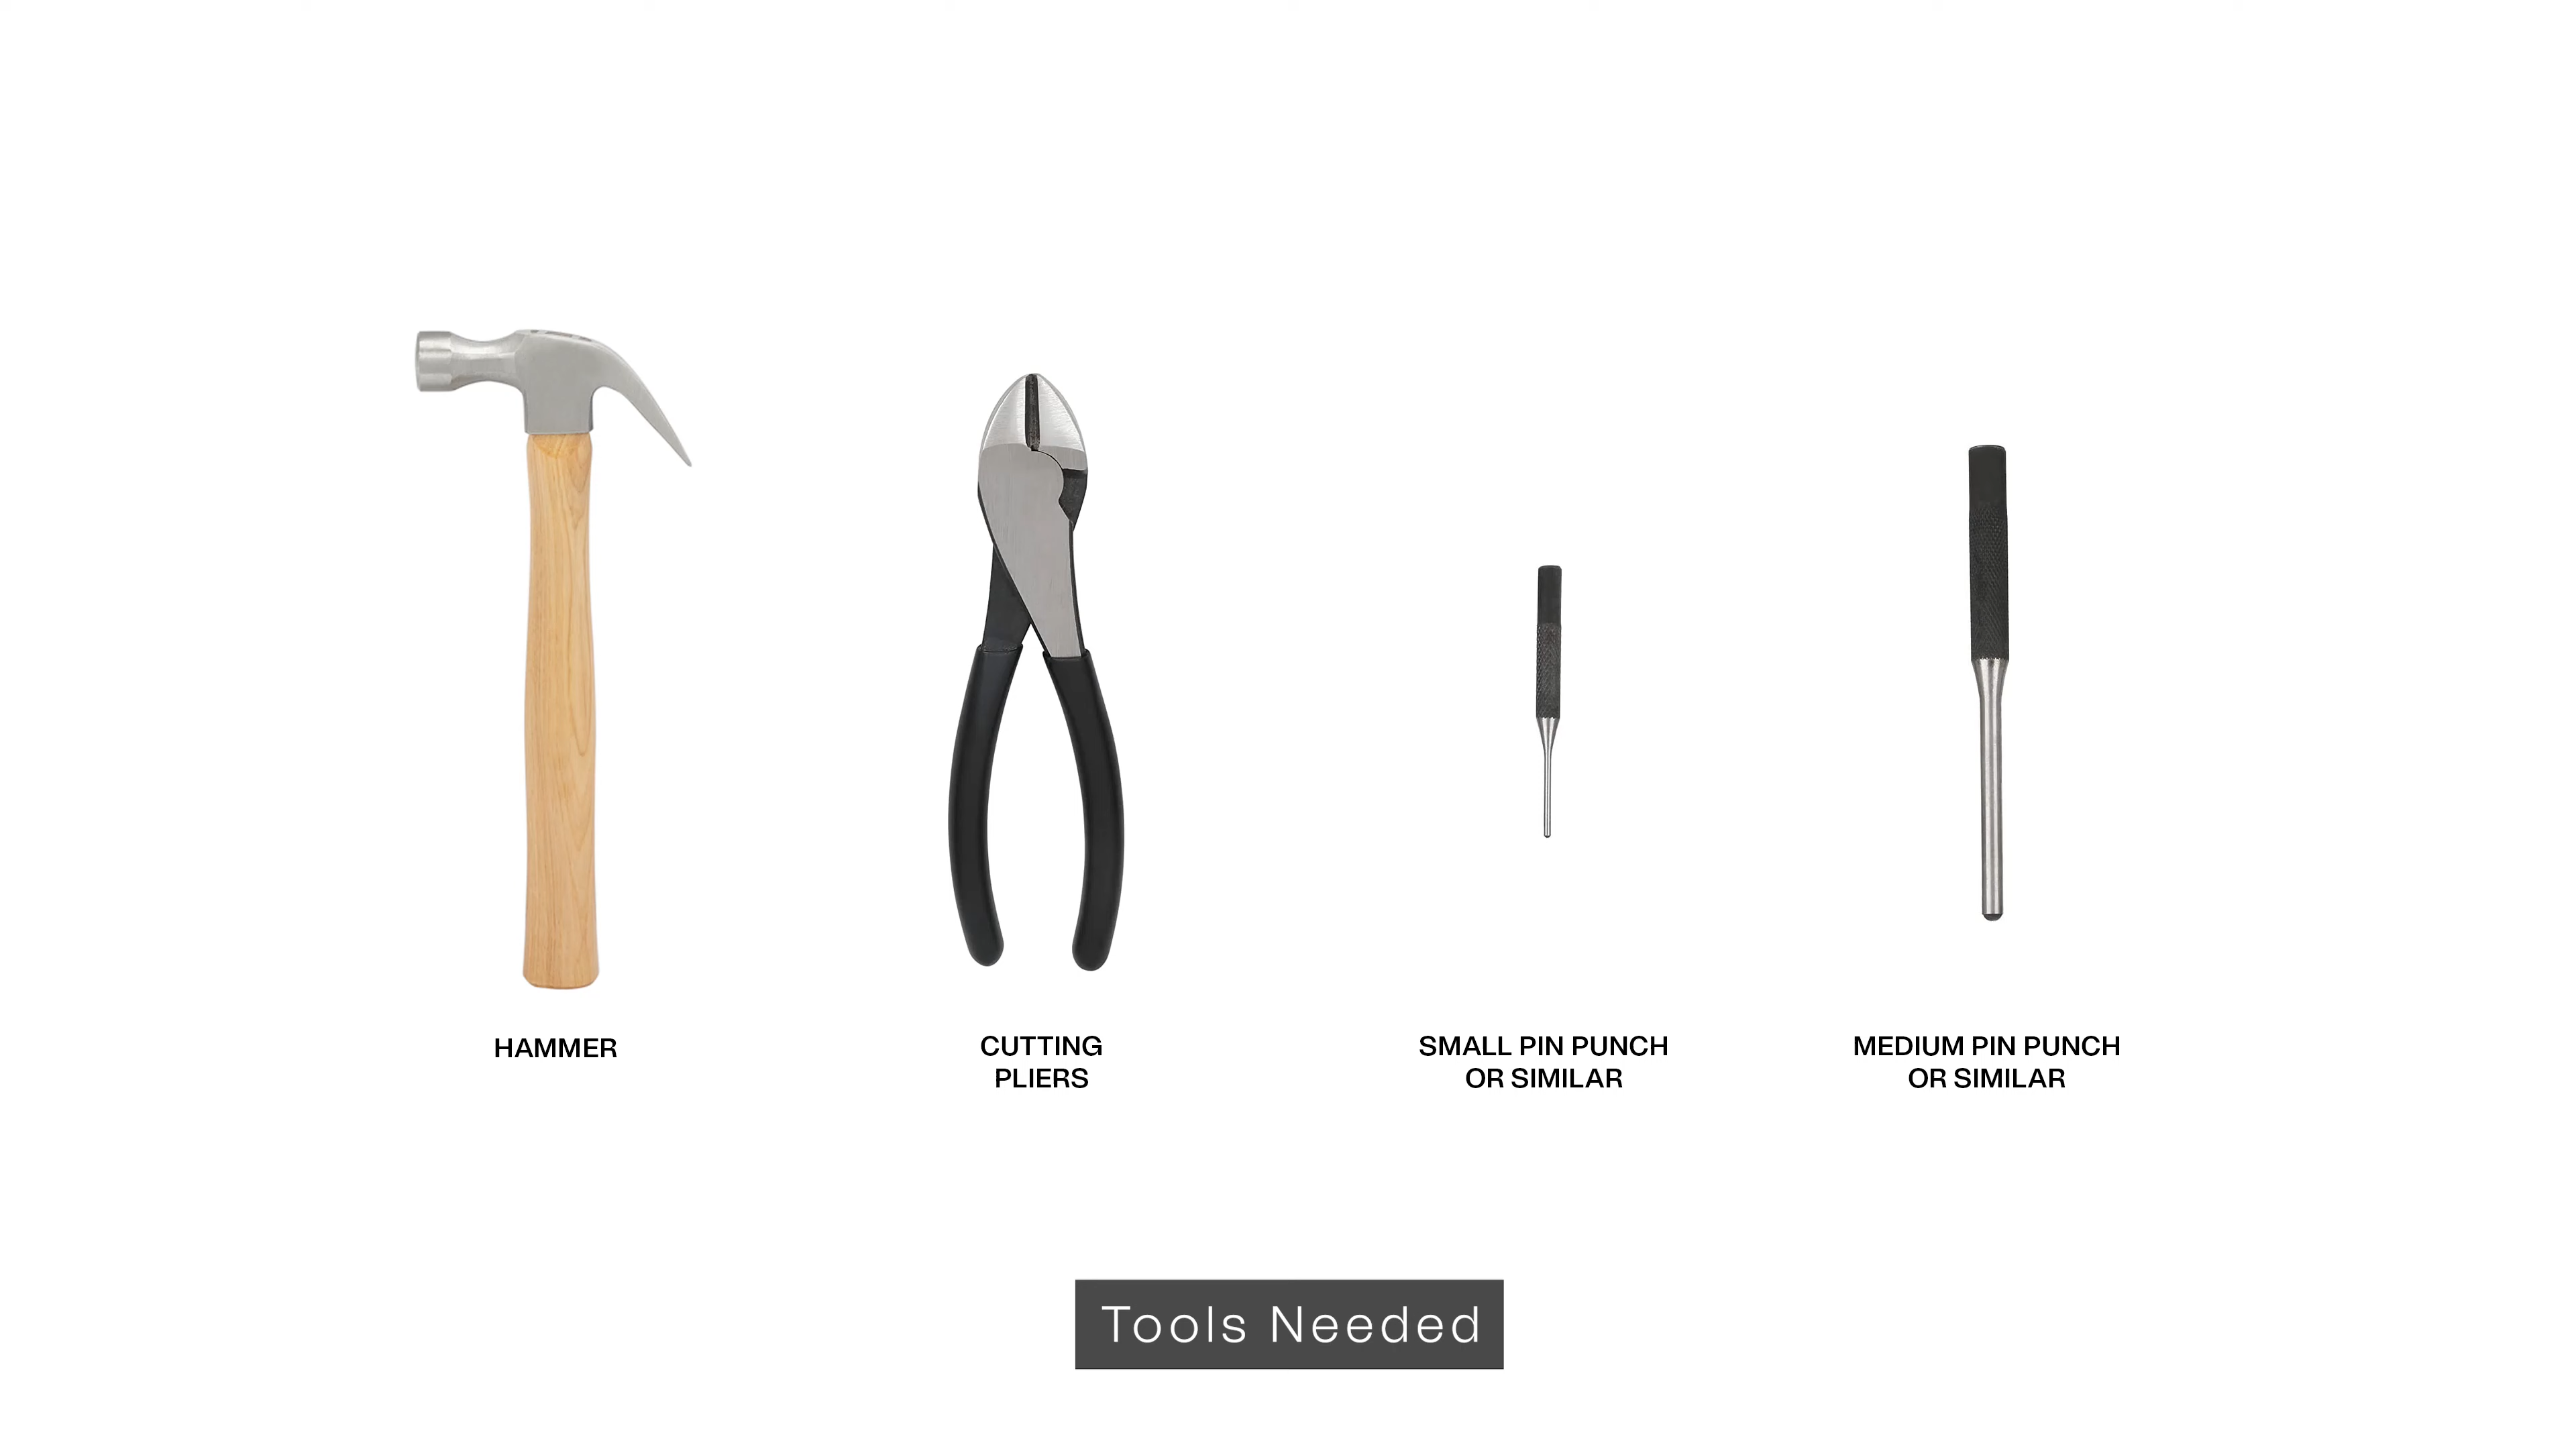 HAMMER
CUTTING
PLIERS
SMALL PIN PUNCH
OR SIMILAR
MEDIUM PIN PUNCH
OR SIMILAR
Tools Needed